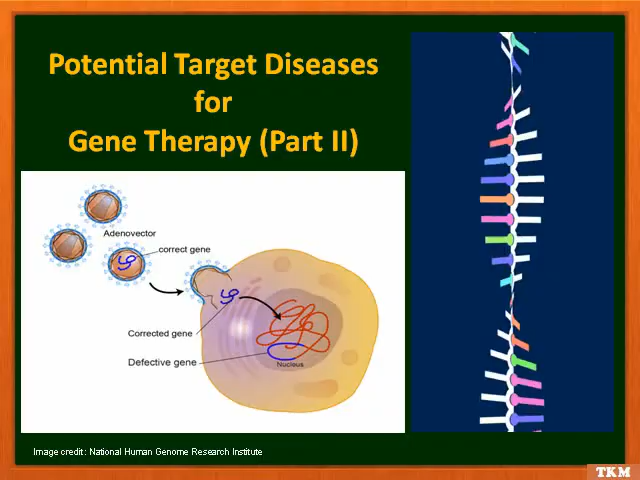 Potential Target Diseases
for
Gene Therapy (Part II)
Adenovector
correct gene
Corrected gene
Defective gene
Nucleus
Image credit: National Human Genome Research Institute
TKM